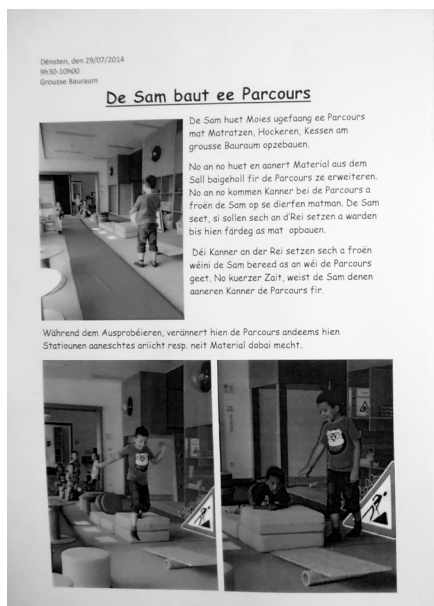 Dënsten, den 29/07/2014
9h30-10h00
Grousse Bauraum
De Sam baut ee Parcours
De Sam huet Moies ugefaang ee Parcours
mat Matratzen, Hockeren, Kessen am
grousse Bauraum opzebauen.
No an no huet en aanert Material aus dem
Sall baigeholl fir de Parcours ze erweiteren.
No an no kommen Kanner bei de Parcours a
froën de Sam op se dierfen matman. De Sam
seet, si sollen sech an d'Rei setzen a warden
bis hien färdeg as mat opbauen.
Déi Kanner an der Rei setzen sech a froën
wéini de Sam bereed as an wéi de Parcours
geet. No kuerzer Zait, weist de Sam denen
aaneren Kanner de Parcours fir.
Während dem Ausprobéieren, verännert hien de Parcours andeems hien
Statiounen aaneschtes ariicht resp. neit Material dobai mecht.